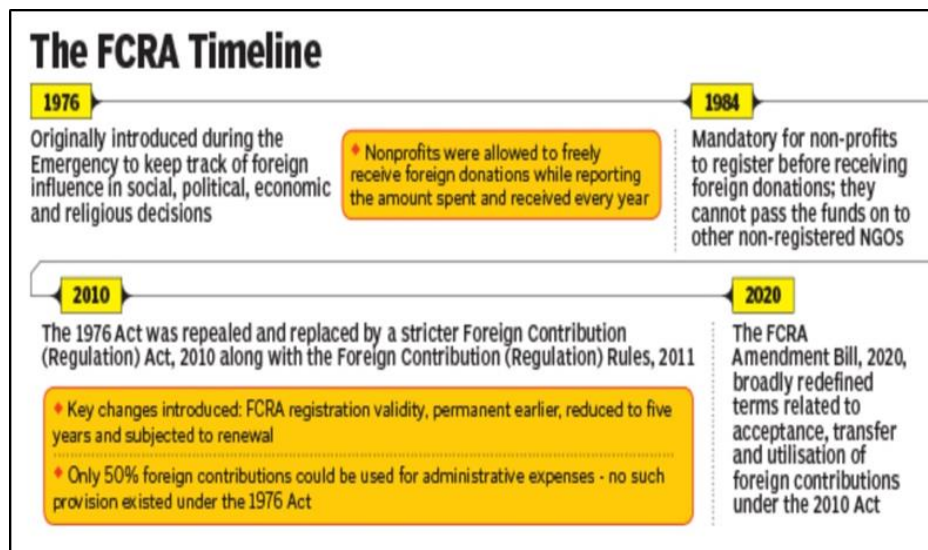 The FCRA Timeline
1976
Originally introduced during the
Emergency to keep track of foreign
influence in social, political, economic
and religious decisions
♦ Nonprofits were allowed to freely
receive foreign donations while reporting
the amount spent and received every year
1984
Mandatory for non-profits
to register before receiving
foreign donations; they
cannot pass the funds on to
other non-registered NGOs
2010
The 1976 Act was repealed and replaced by a stricter Foreign Contribution
(Regulation) Act, 2010 along with the Foreign Contribution (Regulation) Rules, 2011
♦ Key changes introduced: FCRA registration validity, permanent earlier, reduced to five
years and subjected to renewal
♦ Only 50% foreign contributions could be used for administrative expenses - no such
provision existed under the 1976 Act
2020
The FCRA
Amendment Bill, 2020,
broadly redefined
terms related to
acceptance, transfer
and utilisation of
foreign contributions
under the 2010 Act